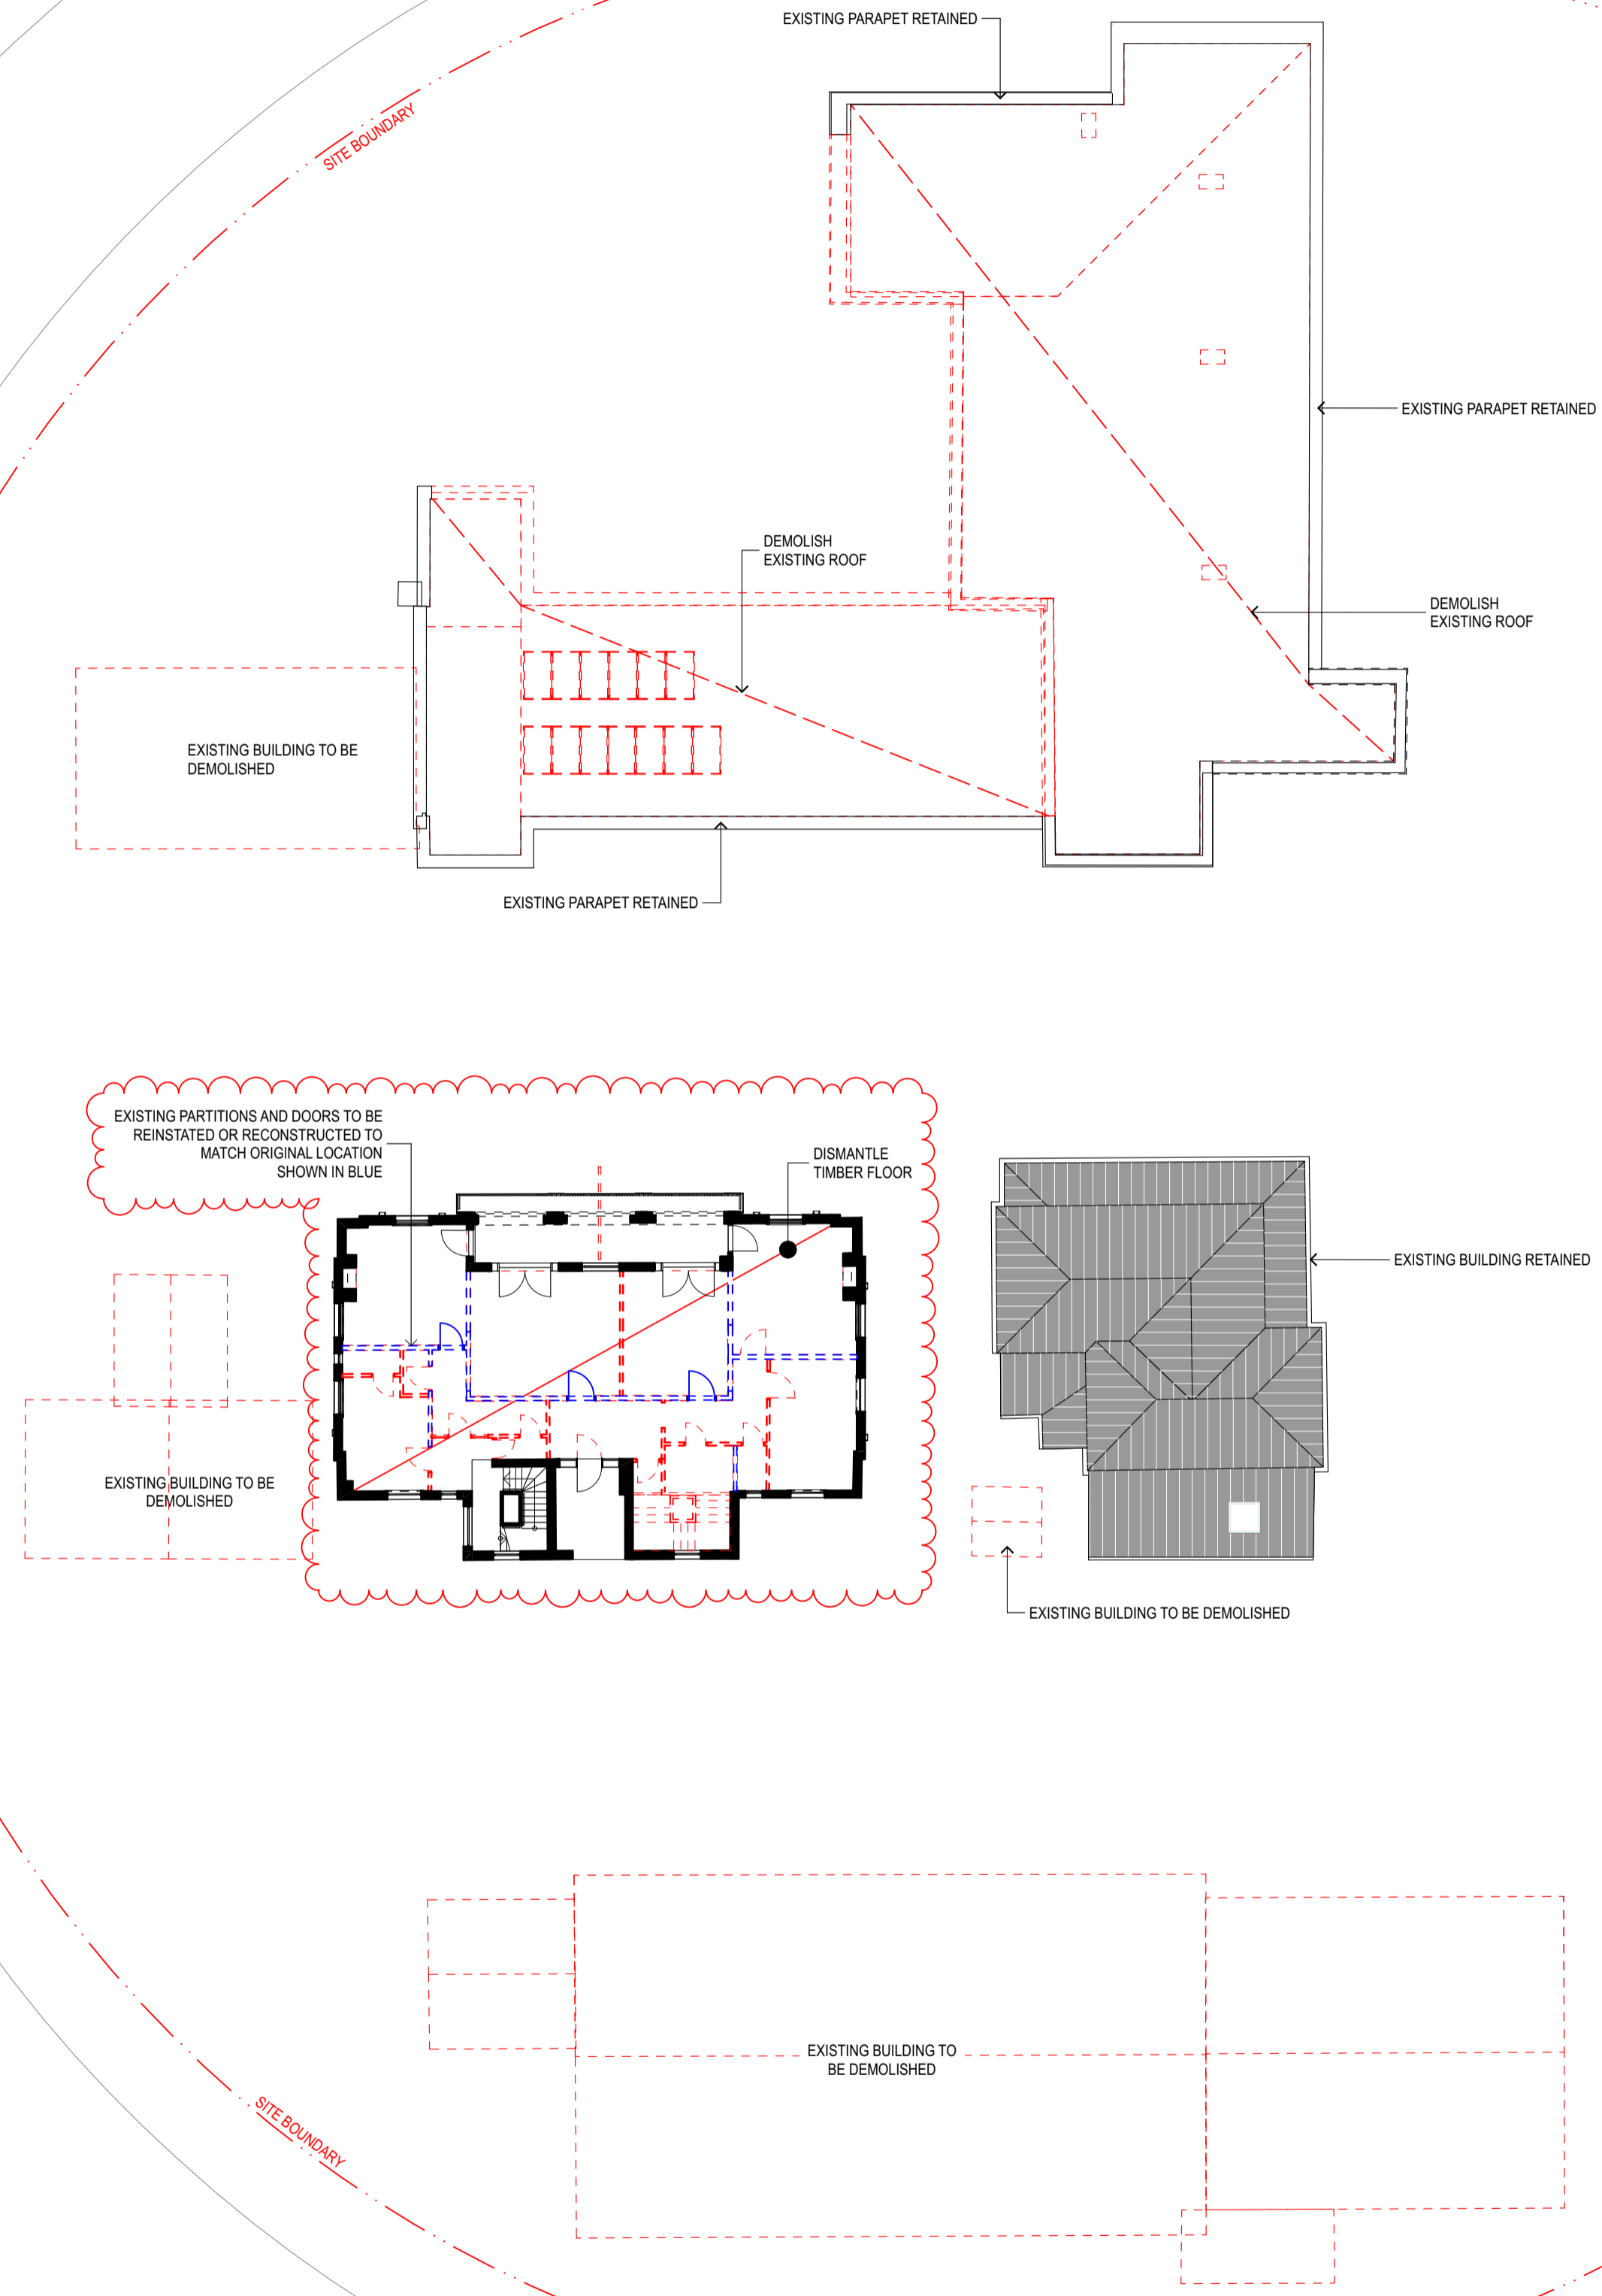 EXISTING PARAPET RETAINED
SITE BOUNDARY
EXISTING PARAPET RETAINED
DEMOLISH
EXISTING ROOF
DEMOLISH
EXISTING ROOF
EXISTING BUILDING TO BE
DEMOLISHED
EXISTING PARAPET RETAINED
EXISTING PARTITIONS AND DOORS TO BE
REINSTATED OR RECONSTRUCTED TO
MATCH ORIGINAL LOCATION
SHOWN IN BLUE
DISMANTLE
TIMBER FLOOR
EXISTING BUILDING RETAINED
EXISTING BUILDING TO BE
DEMOLISHED
EXISTING BUILDING TO BE DEMOLISHED
EXISTING BUILDING TO
BE DEMOLISHED
SITE BOUNDARY